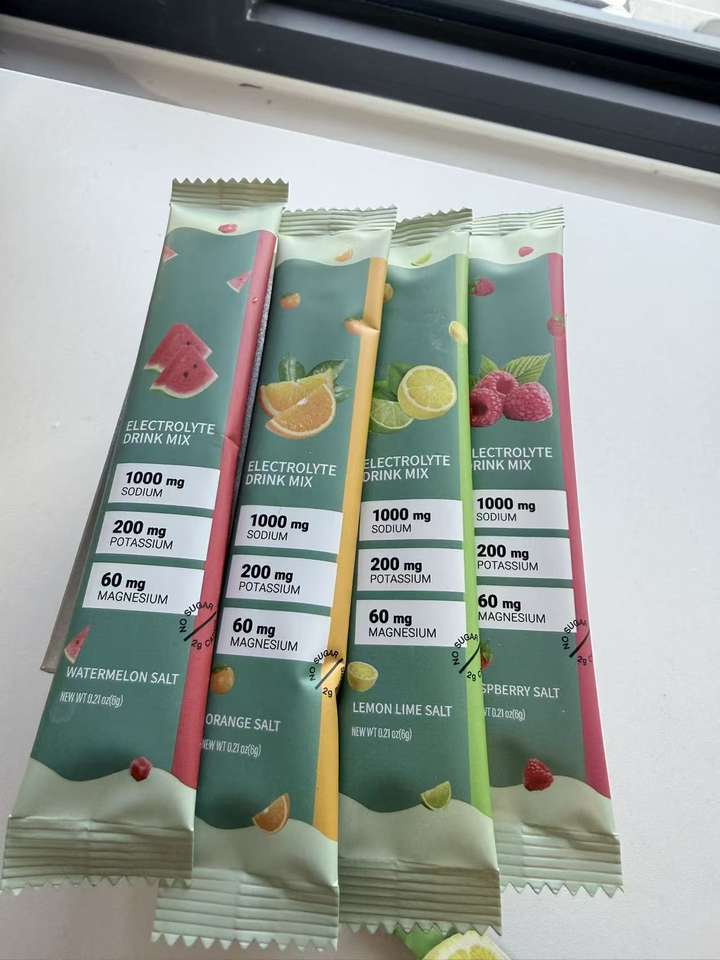 ELECTROLYTE
DRINK MIX
1000 mg
SODIUM
200 mg
POTASSIUM
60 mg
MAGNESIUM
NO SUGAR
2g
WATERMELON SALT
NEW WT 0.21 oz(6g)
ELECTROLYTE
DRINK MIX
1000 mg
SODIUM
200 mg
POTASSIUM
60 mg
MAGNESIUM
NO SUGAR
2g
ORANGE SALT
NEW WT 0.21 oz(6g)
ELECTROLYTE
DRINK MIX
1000 mg
SODIUM
200 mg
POTASSIUM
60 mg
MAGNESIUM
NO SUGAR
2g
LEMON LIME SALT
NEW WT 0.21 oz(6g)
LECTROLYTE
RINK MIX
1000 mg
SODIUM
200 mg
POTASSIUM
60 mg
MAGNESIUM
NO SUGAR
2g
SPBERRY SALT
WT 0.21 oz(6g)